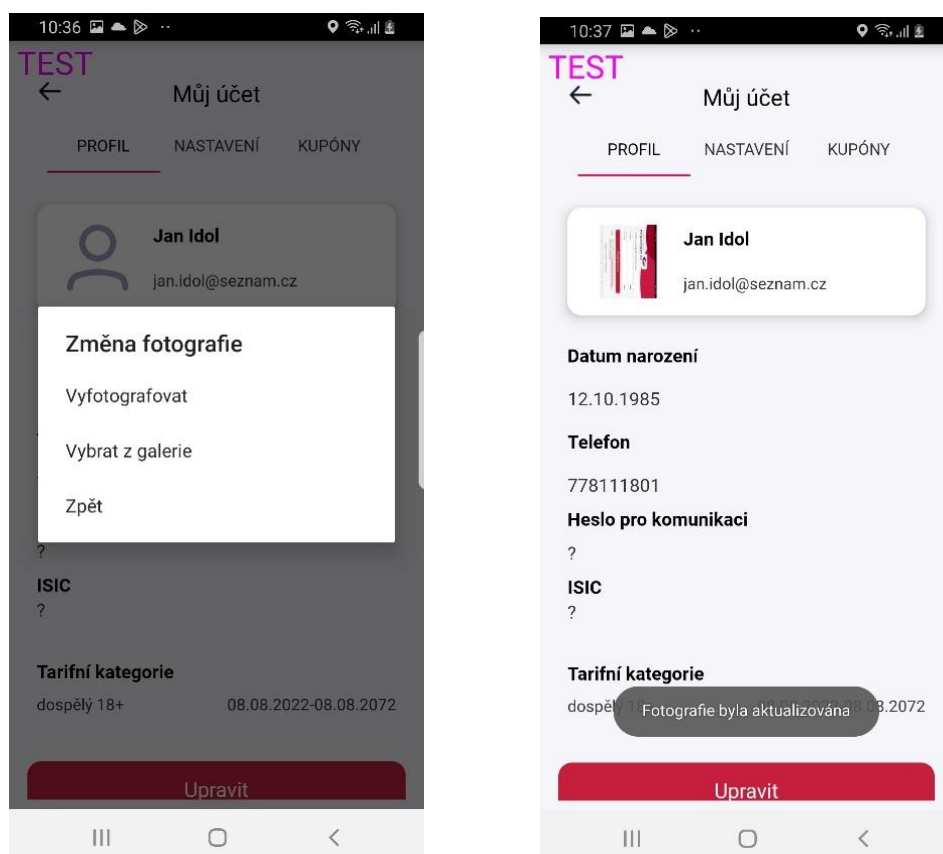 10:36
TEST
Můj účet
PROFIL NASTAVENÍ KUPÓNY
Jan Idol
jan.idol@seznam.cz
Změna fotografie
Vyfotografovat
Vybrat z galerie
Zpět
?
ISIC
?
Tarifní kategorie
dospělý 18+ 08.08.2022-08.08.2072
Upravit
10:37
TEST
Můj účet
PROFIL NASTAVENÍ KUPÓNY
Jan Idol
jan.idol@seznam.cz
Datum narození
12.10.1985
Telefon
778111801
Heslo pro komunikaci
?
ISIC
?
Tarifní kategorie
Fotografie byla aktualizována
Upravit